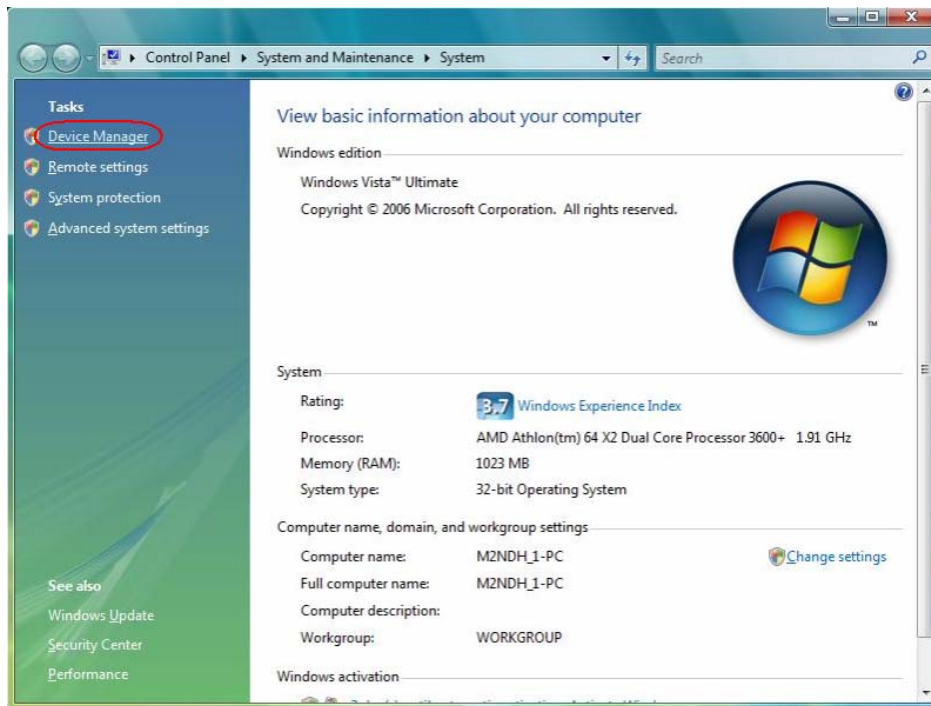 Control Panel ▸ System and Maintenance ▸ System
Search
Tasks
Device Manager
Remote settings
System protection
Advanced system settings
See also
Windows Update
Security Center
Performance
View basic information about your computer
Windows edition
Windows Vista™ Ultimate
Copyright © 2006 Microsoft Corporation. All rights reserved.
TM
System
Rating: 3.7 Windows Experience Index
Processor: AMD Athlon(tm) 64 X2 Dual Core Processor 3600+ 1.91 GHz
Memory (RAM): 1023 MB
System type: 32-bit Operating System
Computer name, domain, and workgroup settings
Computer name: M2NDH_1-PC Change settings
Full computer name: M2NDH_1-PC
Computer description:
Workgroup: WORKGROUP
Windows activation